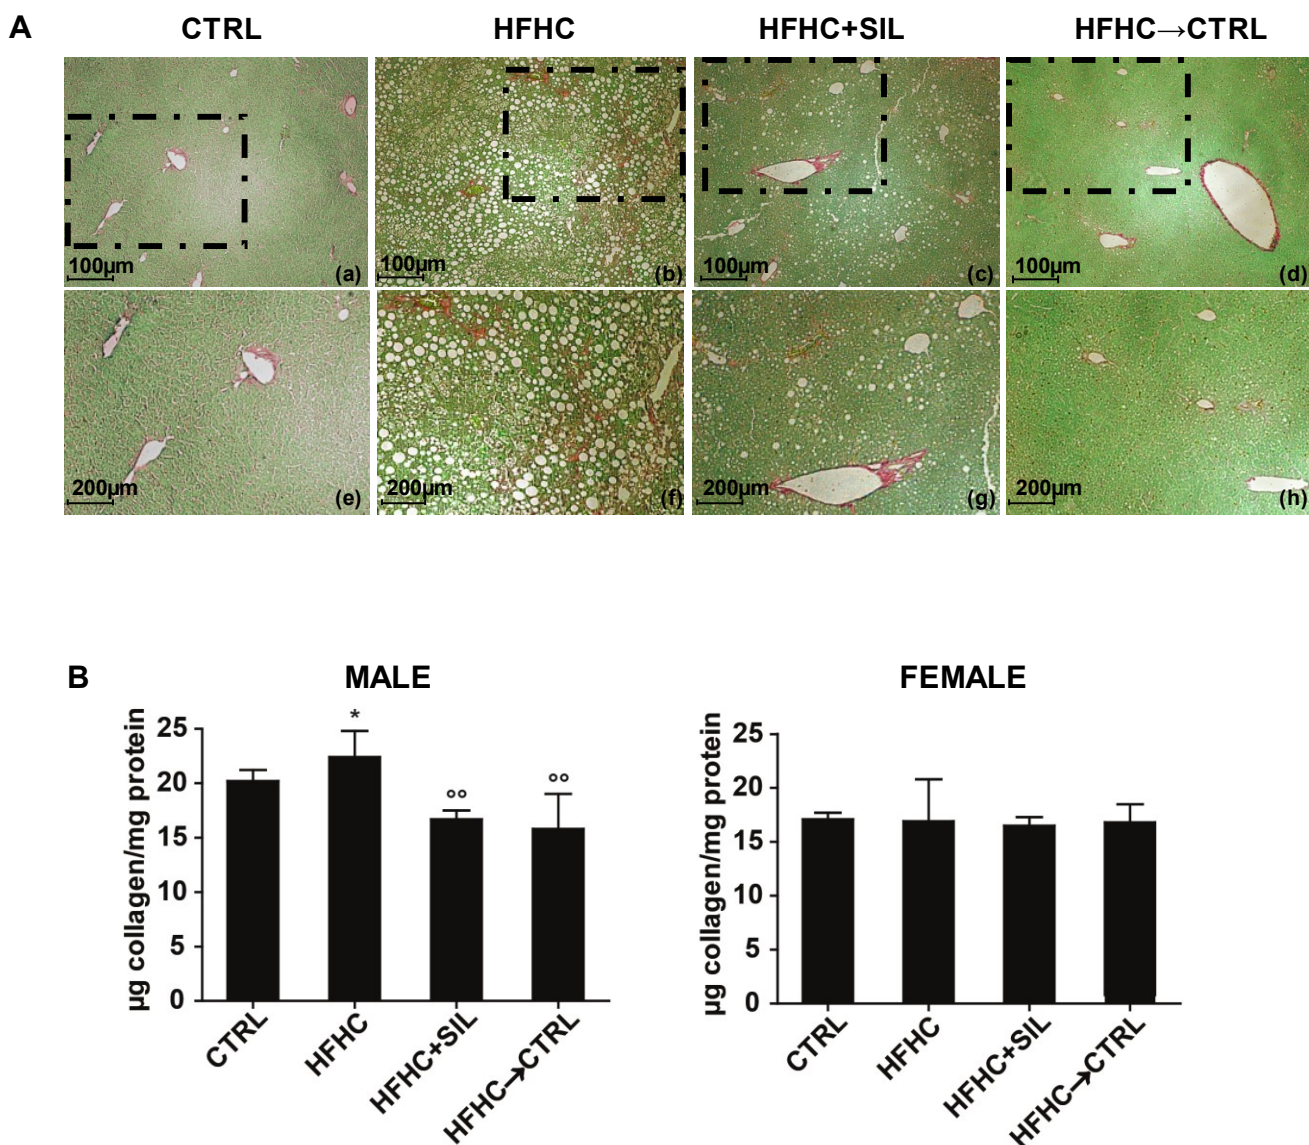 A
CTRL HFHC HFHC+SIL HFHC→CTRL
100µm (a) 100µm (b) 100µm (c) 100µm (d)
200µm (e) 200µm (f) 200µm (g) 200µm (h)
B
MALE
µg collagen/mg protein
25
20
15
10
5
0
*
°°
°°
CTRL
HFHC
HFHC+SIL
HFHC→CTRL
FEMALE
µg collagen/mg protein
25
20
15
10
5
0
CTRL
HFHC
HFHC+SIL
HFHC→CTRL